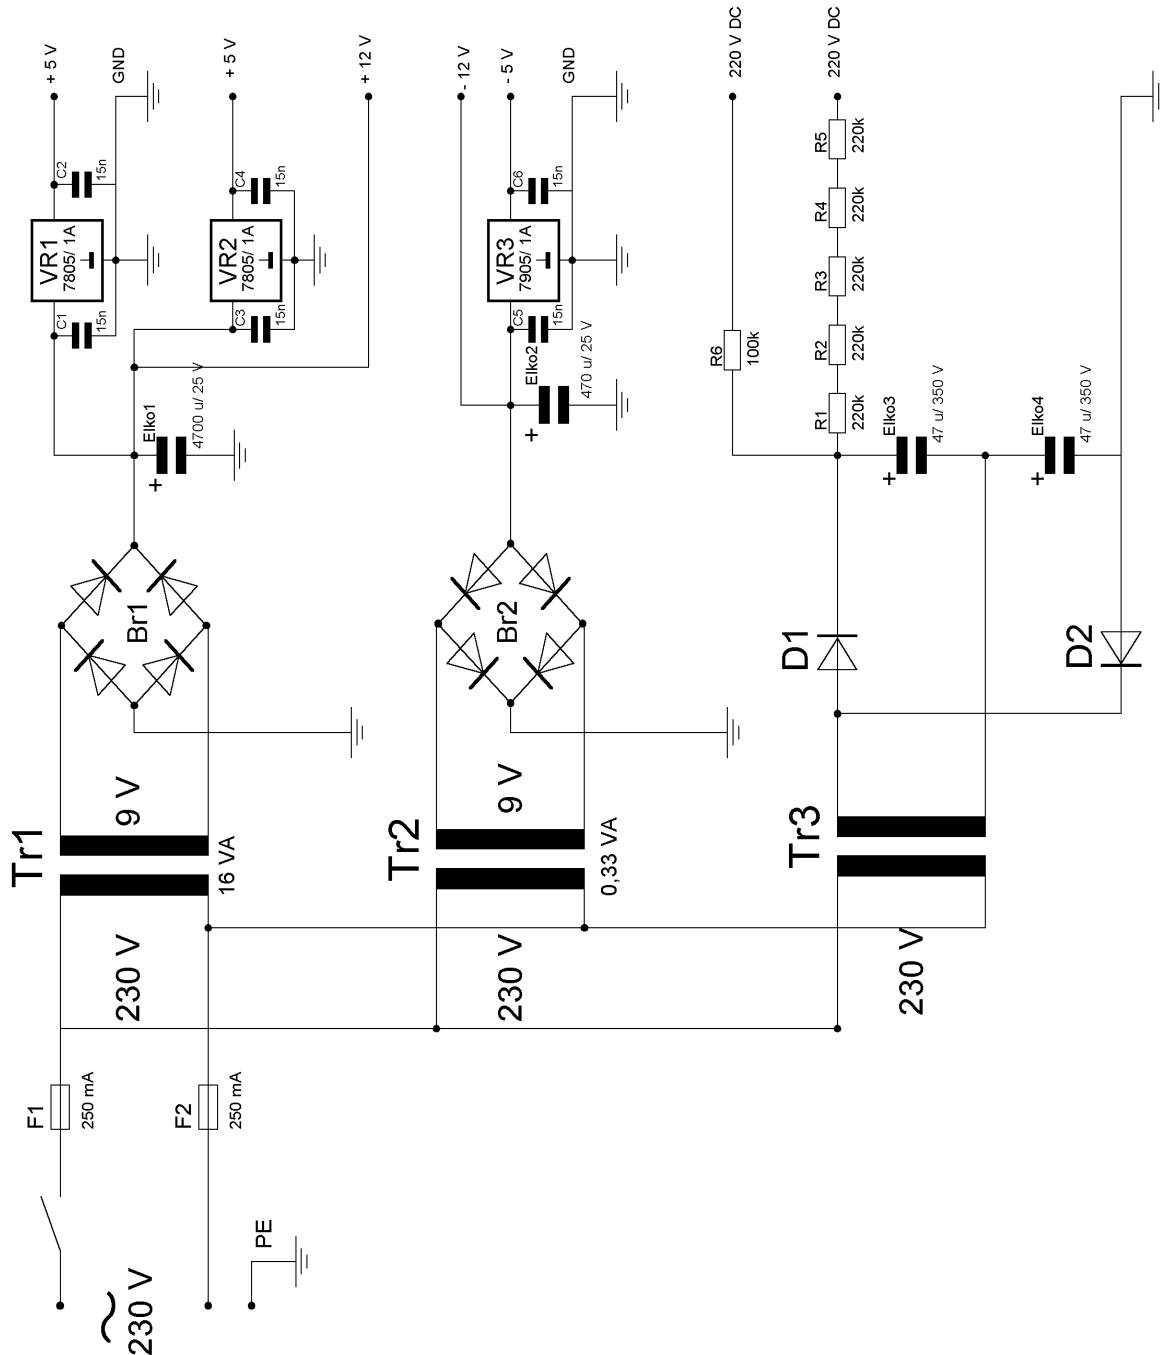 ~
230 V
PE
F1
250 mA
F2
250 mA
230 V
Tr1
9 V
16 VA
Br1
+
Elko1
4700 u/ 25 V
C1
15n
VR1
7805/ 1A
C2
15n
+ 5 V
GND
C3
15n
VR2
7805/ 1A
C4
15n
+ 5 V
+ 12 V
230 V
Tr2
9 V
0,33 VA
Br2
+
Elko2
470 u/ 25 V
C5
15n
VR3
7905/ 1A
C6
15n
- 12 V
- 5 V
GND
230 V
Tr3
D1
D2
R6
100k
220 V DC
R1
220k
R2
220k
R3
220k
R4
220k
R5
220k
220 V DC
+
Elko3
47 u/ 350 V
+
Elko4
47 u/ 350 V